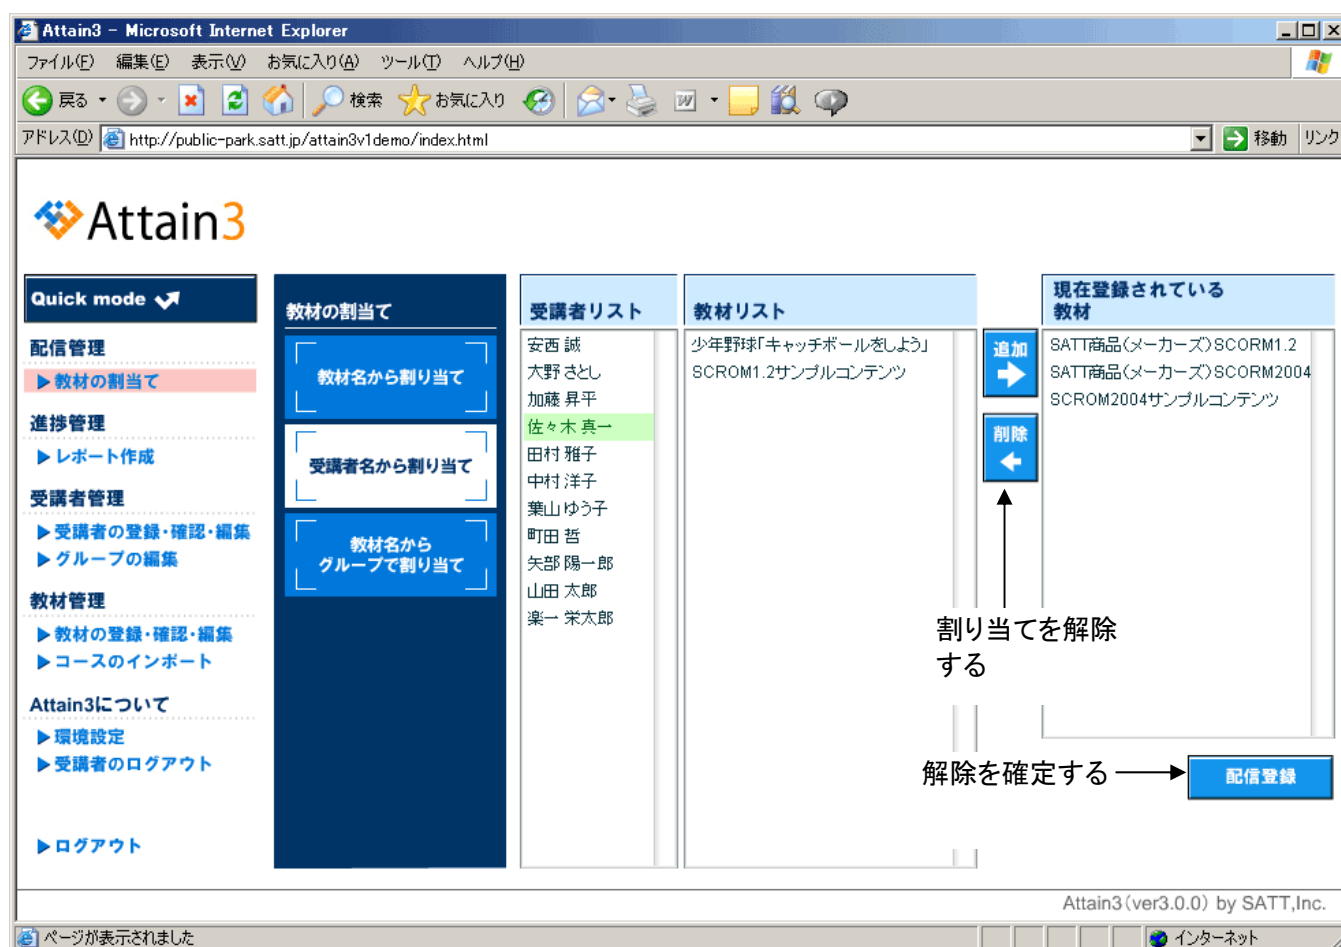 Attain3 - Microsoft Internet Explorer
ファイル(F) 編集(E) 表示(V) お気に入り(A) ツール(T) ヘルプ(H)
戻る 検索 お気に入り
アドレス(D) http://public-park.satt.jp/attain3v1demo/index.html 移動 リンク
Attain3
Quick mode
配信管理
教材の割当て
進捗管理
レポート作成
受講者管理
受講者の登録・確認・編集
グループの編集
教材管理
教材の登録・確認・編集
コースのインポート
Attain3について
環境設定
受講者のログアウト
ログアウト
教材の割当て
教材名から割り当て
受講者名から割り当て
教材名から
グループで割り当て
受講者リスト
安西 誠
大野 さとし
加藤 昇平
佐々木 真一
田村 雅子
中村 洋子
葉山 ゆう子
町田 哲
矢部 陽一郎
山田 太郎
楽一 栄太郎
教材リスト
少年野球「キャッチボールをしよう」
SCROM1.2サンプルコンテンツ
追加
削除
現在登録されている
教材
SATT商品(メーカーズ)SCORM1.2
SATT商品(メーカーズ)SCORM2004
SCROM2004サンプルコンテンツ
割り当てを解除
する
解除を確定する
配信登録
Attain3(ver3.0.0) by SATT,Inc.
ページが表示されました インターネット